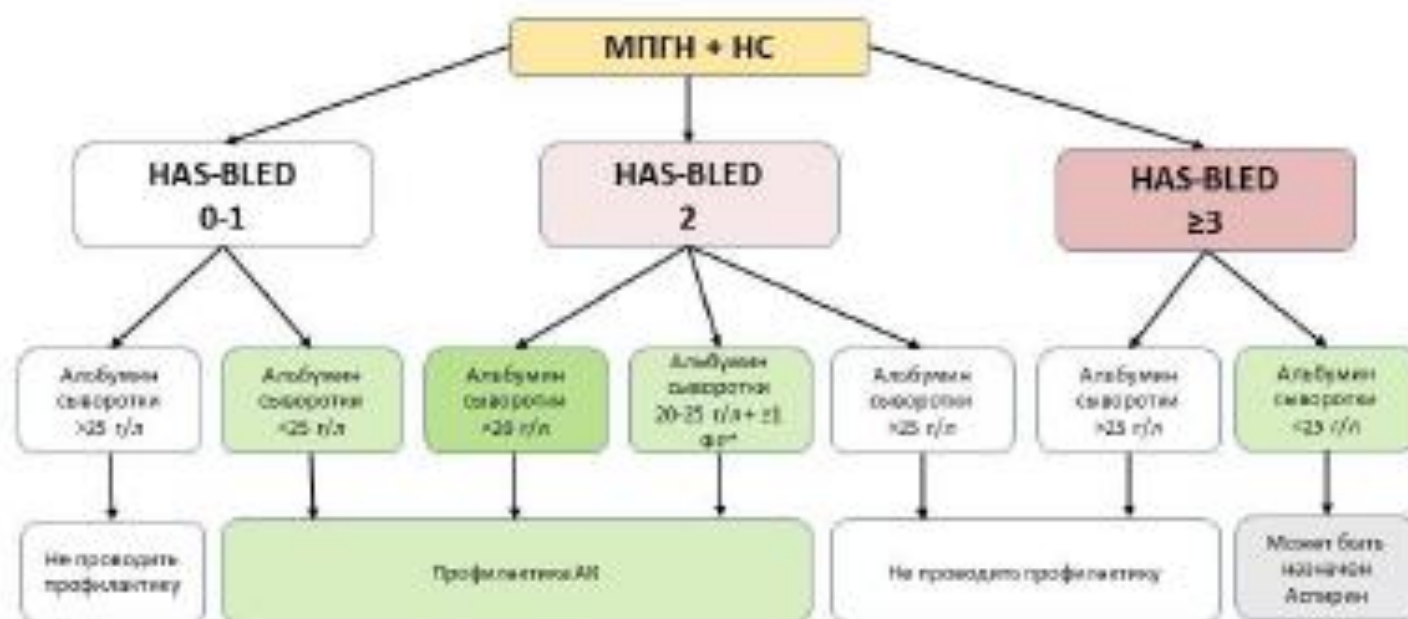 МПГН + НС
HAS-BLED
0-1
HAS-BLED
2
HAS-BLED
≥3
Альбумин
сыворотки
>25 г/л
Альбумин
сыворотки
<25 г/л
Альбумин
сыворотки
<20 г/л
Альбумин
сыворотки
20-25 г/л + ≥1
ФР*
Альбумин
сыворотки
>25 г/л
Альбумин
сыворотки
>25 г/л
Альбумин
сыворотки
<25 г/л
Не проводить
профилактику
Профилактика АК
Не проводить профилактику
Может быть
назначен
Аспирин